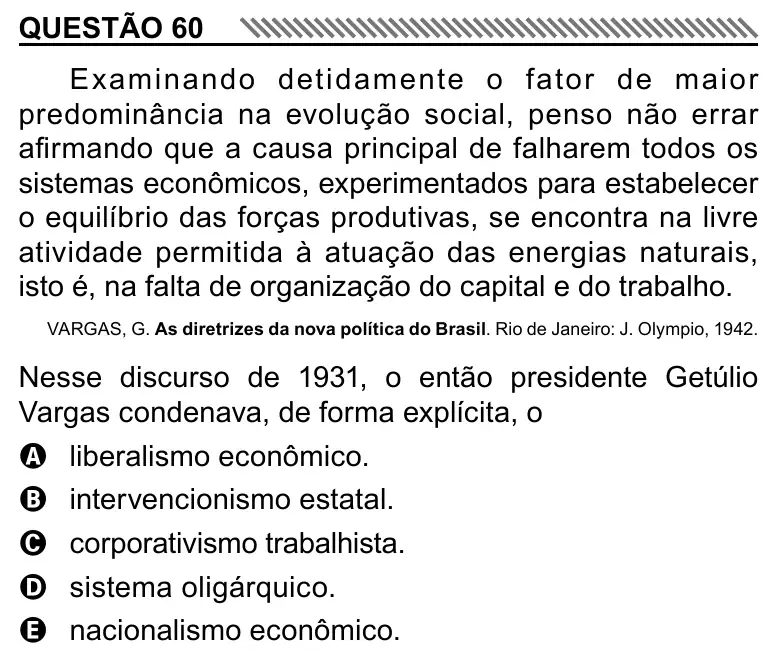 QUESTÃO 60
Examinando detidamente o fator de maior
predominância na evolução social, penso não errar
afirmando que a causa principal de falharem todos os
sistemas econômicos, experimentados para estabelecer
o equilíbrio das forças produtivas, se encontra na livre
atividade permitida à atuação das energias naturais,
isto é, na falta de organização do capital e do trabalho.
VARGAS, G. As diretrizes da nova política do Brasil. Rio de Janeiro: J. Olympio, 1942.
Nesse discurso de 1931, o então presidente Getúlio
Vargas condenava, de forma explícita, o
A liberalismo econômico.
B intervencionismo estatal.
C corporativismo trabalhista.
D sistema oligárquico.
E nacionalismo econômico.